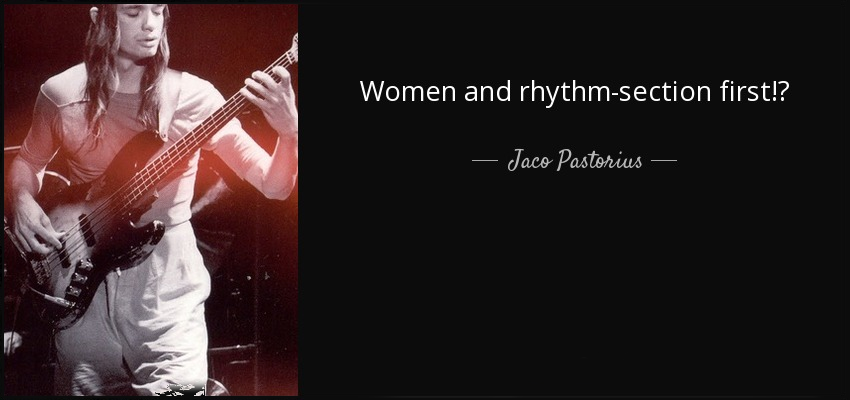 Women and rhythm-section first!?
— Jaco Pastorius —